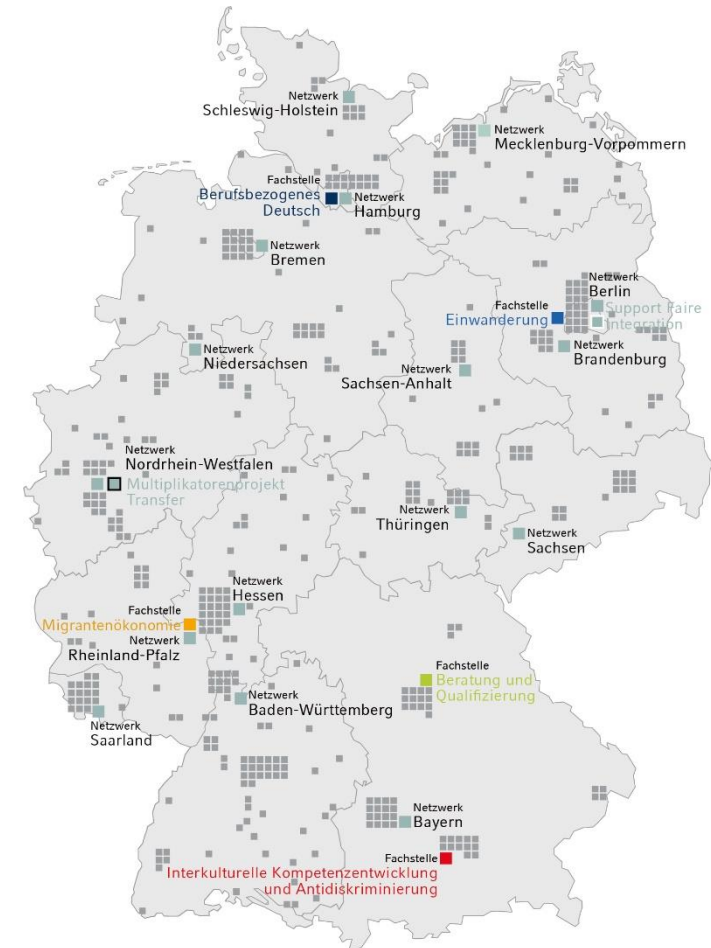 Netzwerk
Schleswig-Holstein
Netzwerk
Mecklenburg-Vorpommern
Fachstelle
Berufsbezogenes
Deutsch
Netzwerk
Hamburg
Netzwerk
Bremen
Netzwerk
Berlin
Support Faire
Integration
Fachstelle
Einwanderung
Netzwerk
Brandenburg
Netzwerk
Niedersachsen
Netzwerk
Sachsen-Anhalt
Netzwerk
Nordrhein-Westfalen
Multiplikatorenprojekt
Transfer
Netzwerk
Thüringen
Netzwerk
Sachsen
Netzwerk
Hessen
Fachstelle
Migrantenökonomie
Netzwerk
Rheinland-Pfalz
Fachstelle
Beratung und
Qualifizierung
Netzwerk
Baden-Württemberg
Netzwerk
Saarland
Netzwerk
Bayern
Fachstelle
Interkulturelle Kompetenzentwicklung
und Antidiskriminierung